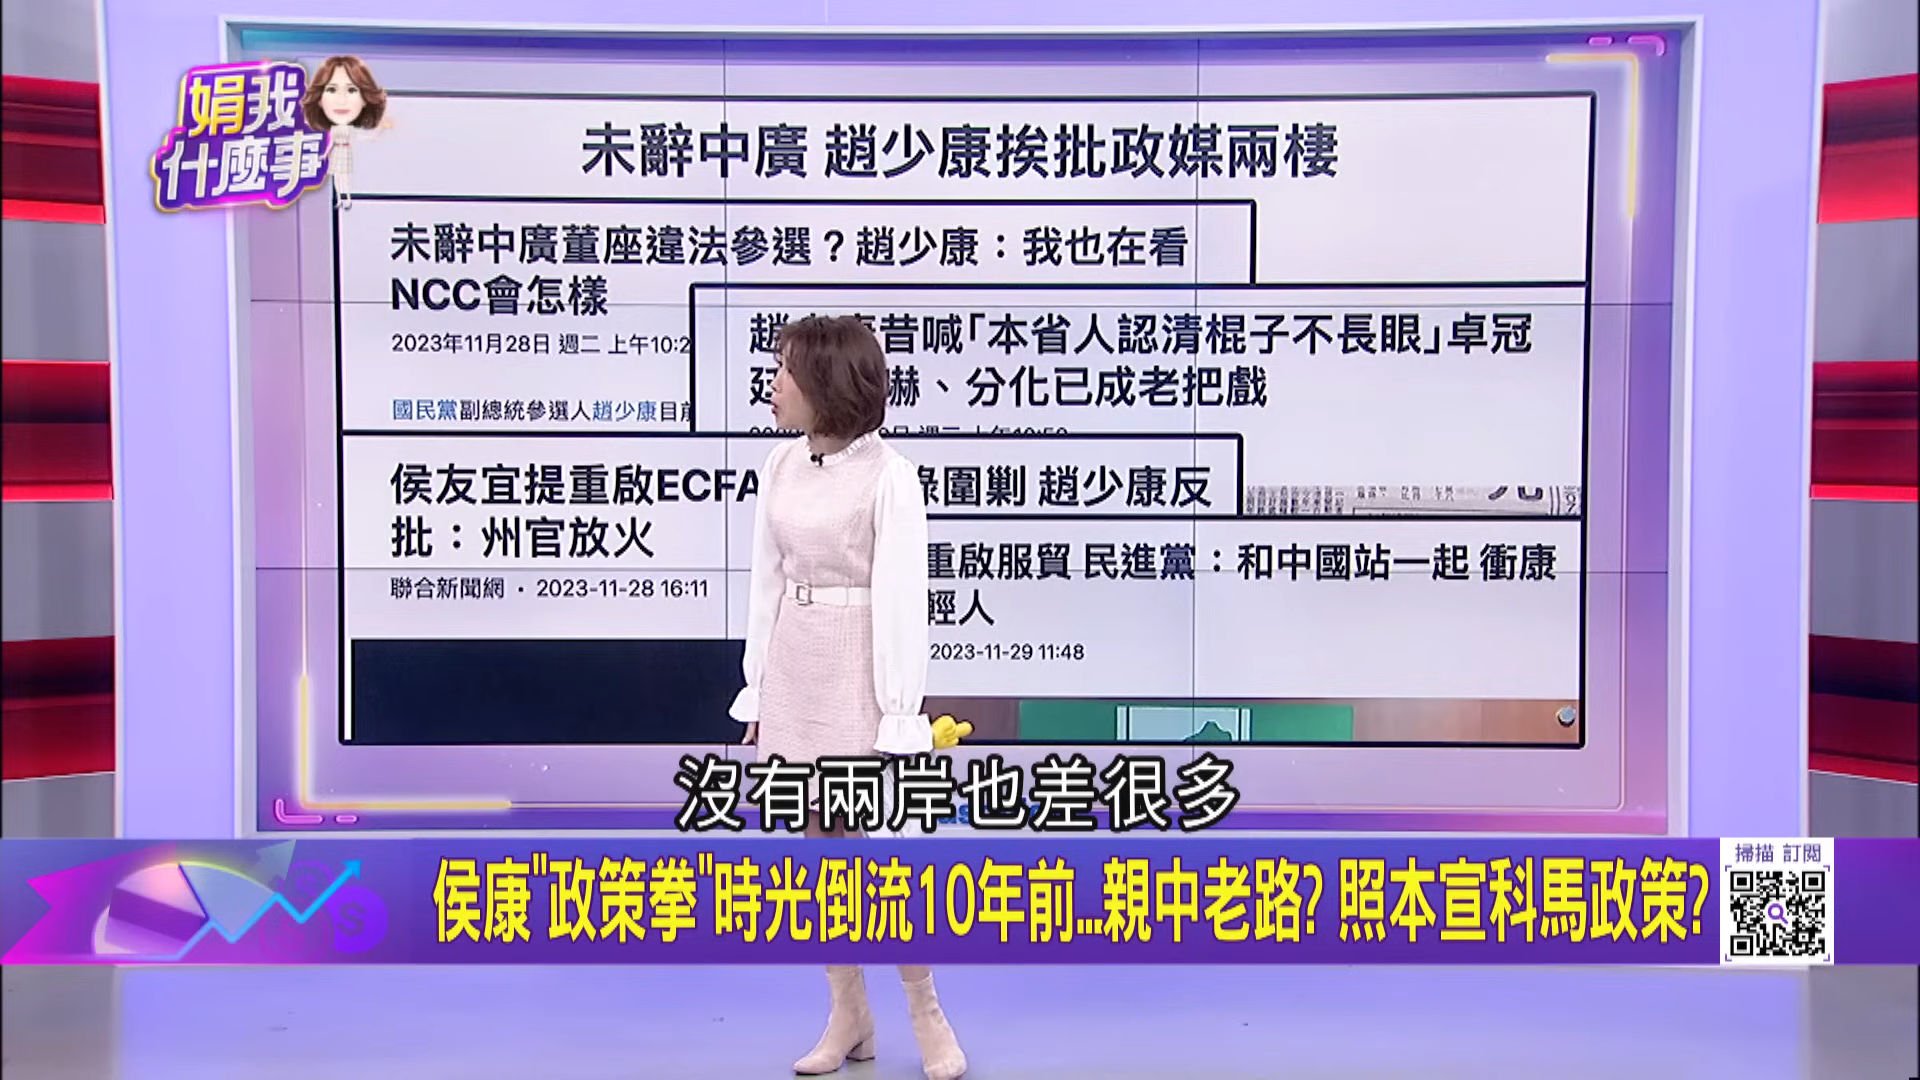 娟我
什麼事
未辭中廣 趙少康挨批政媒兩棲
未辭中廣董座違法參選？趙少康：我也在看
NCC會怎樣
2023年11月28日 週二 上午10:2
國民黨副總統參選人趙少康目前
趙 昔喊「本省人認清棍子不長眼」卓冠
廷 嚇、分化已成老把戲
侯友宜提重啟ECFA 綠圍剿 趙少康反
批：州官放火
聯合新聞網・2023-11-28 16:11
重啟服貿 民進黨：和中國站一起 衝康
輕人
2023-11-29 11:48
沒有兩岸也差很多
侯康"政策拳"時光倒流10年前...親中老路? 照本宣科馬政策?
掃描 訂閱